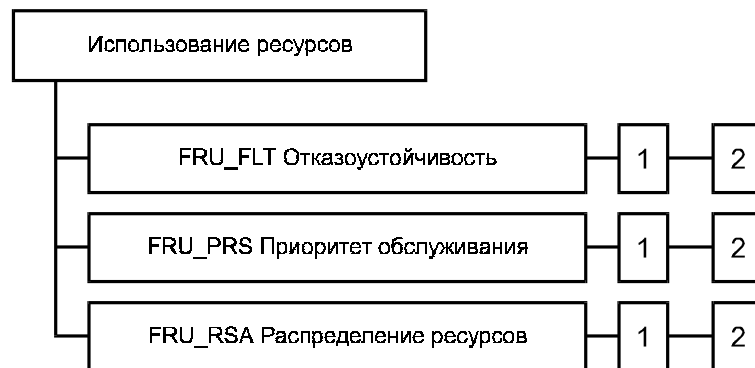 Использование ресурсов
FRU_FLT Отказоустойчивость 1 2
FRU_PRS Приоритет обслуживания 1 2
FRU_RSA Распределение ресурсов 1 2